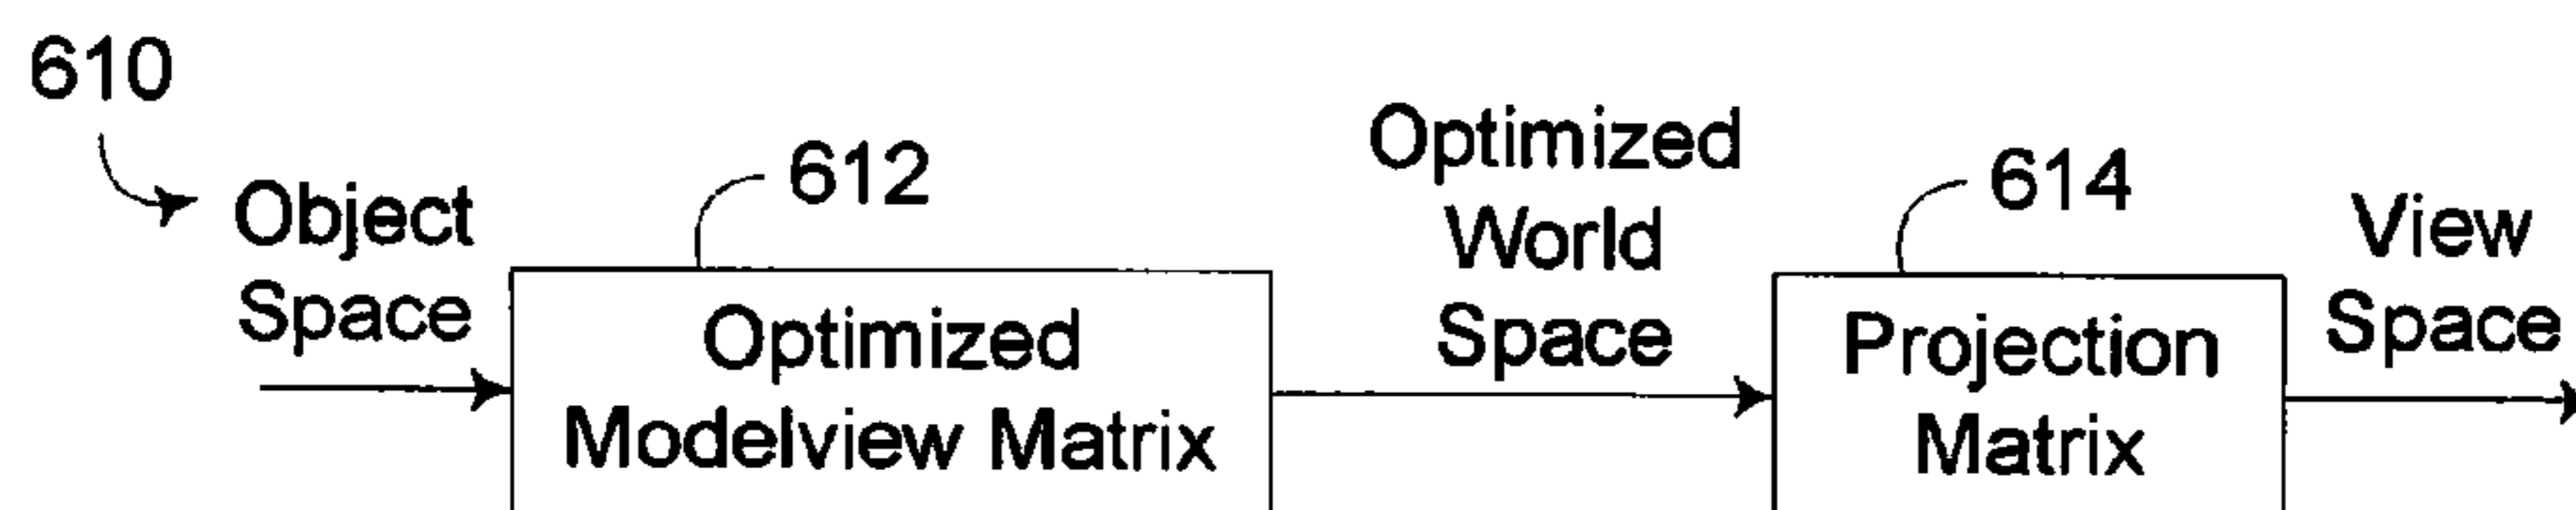 610
Object
Space
612
Optimized
Modelview Matrix
Optimized
World
Space
614
Projection
Matrix
View
Space